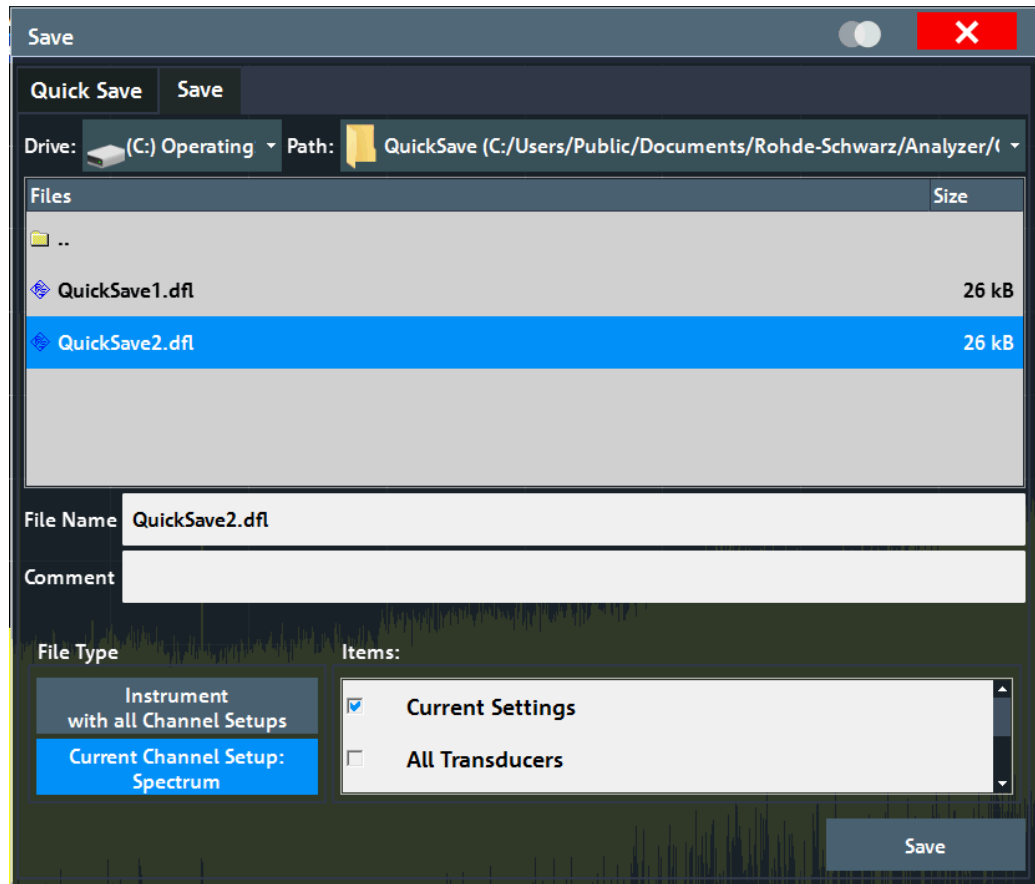 Save
Quick Save Save
Drive: (C:) Operating Path: QuickSave (C:/Users/Public/Documents/Rohde-Schwarz/Analyzer/
Files Size
..
QuickSave1.dfl 26 kB
QuickSave2.dfl 26 kB
File Name QuickSave2.dfl
Comment
File Type Items:
Instrument
with all Channel Setups
Current Channel Setup:
Spectrum
Current Settings
All Transducers
Save